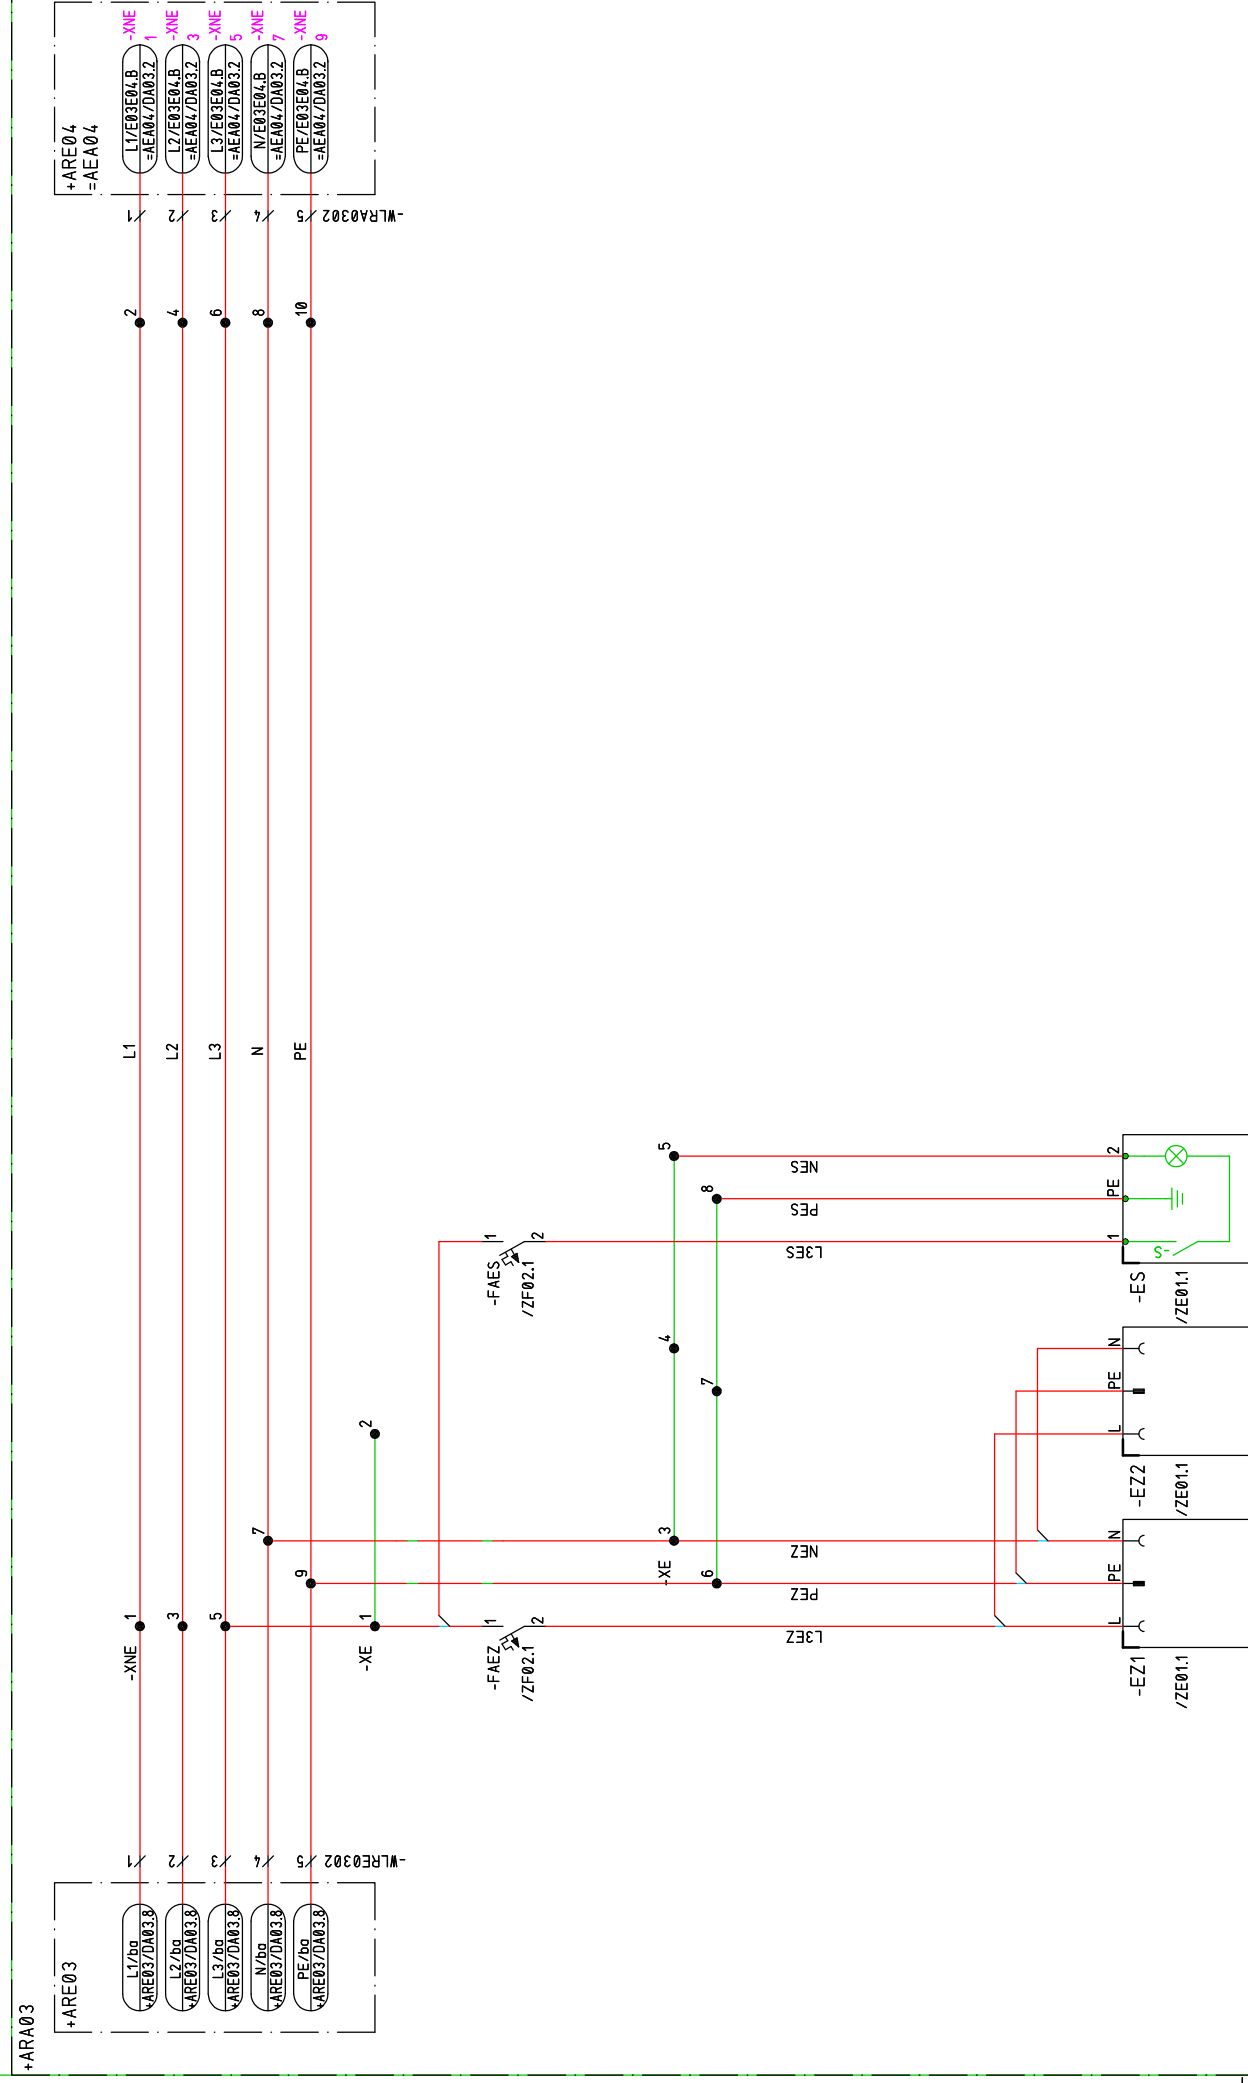 +ARA03
+ARE03
L1/ba
+ARE03/DA03.8
L2/ba
+ARE03/DA03.8
L3/ba
+ARE03/DA03.8
N/ba
+ARE03/DA03.8
PE/ba
+ARE03/DA03.8
1
2
3
4
5
-WLRE0302
-XNE
1
3
5
9
7
L1
L2
L3
N
PE
2
4
6
8
10
1
2
3
4
5
-WLRA0302
+ARE04
=AEA04
L1/E03E04.B
=AEA04/DA03.2
-XNE
1
L2/E03E04.B
=AEA04/DA03.2
-XNE
3
L3/E03E04.B
=AEA04/DA03.2
-XNE
5
N/E03E04.B
=AEA04/DA03.2
-XNE
7
PE/E03E04.B
=AEA04/DA03.2
-XNE
9
-XE
1
2
-FAEZ
/ZF02.1
1
2
-FAES
/ZF02.1
1
2
-XE
3
4
5
6
7
8
L3EZ
PEZ
NEZ
L3ES
PES
NES
-EZ1
/ZE01.1
L
PE
N
-EZ2
/ZE01.1
L
PE
N
-ES
/ZE01.1
1
PE
2
-S